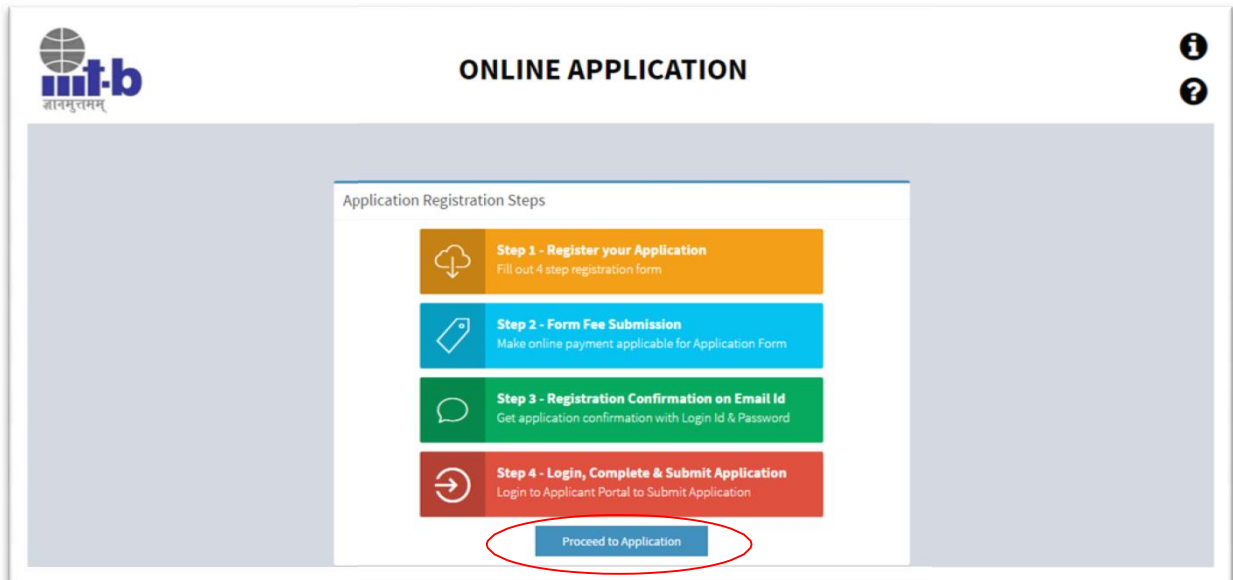 iiit-b
ज्ञानमुत्तमम्
ONLINE APPLICATION
Application Registration Steps
Step 1 - Register your Application
Fill out 4 step registration form
Step 2 - Form Fee Submission
Make online payment applicable for Application Form
Step 3 - Registration Confirmation on Email Id
Get application confirmation with Login Id & Password
Step 4 - Login, Complete & Submit Application
Login to Applicant Portal to Submit Application
Proceed to Application